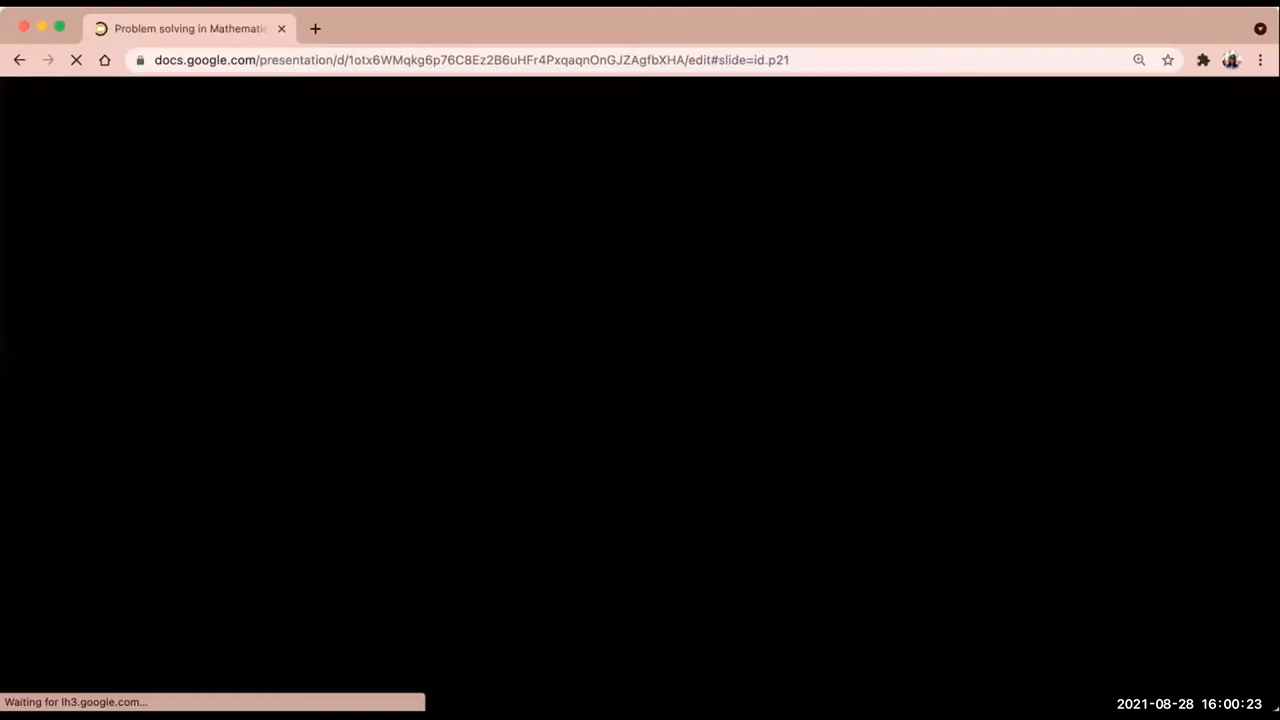 Problem solving in Mathematic
docs.google.com/presentation/d/1otx6WMqkg6p76C8Ez2B6uHFr4PxqaqnOnGJZAgfbXHA/edit#slide=id.p21
Waiting for lh3.google.com...
2021-08-28 16:00:23